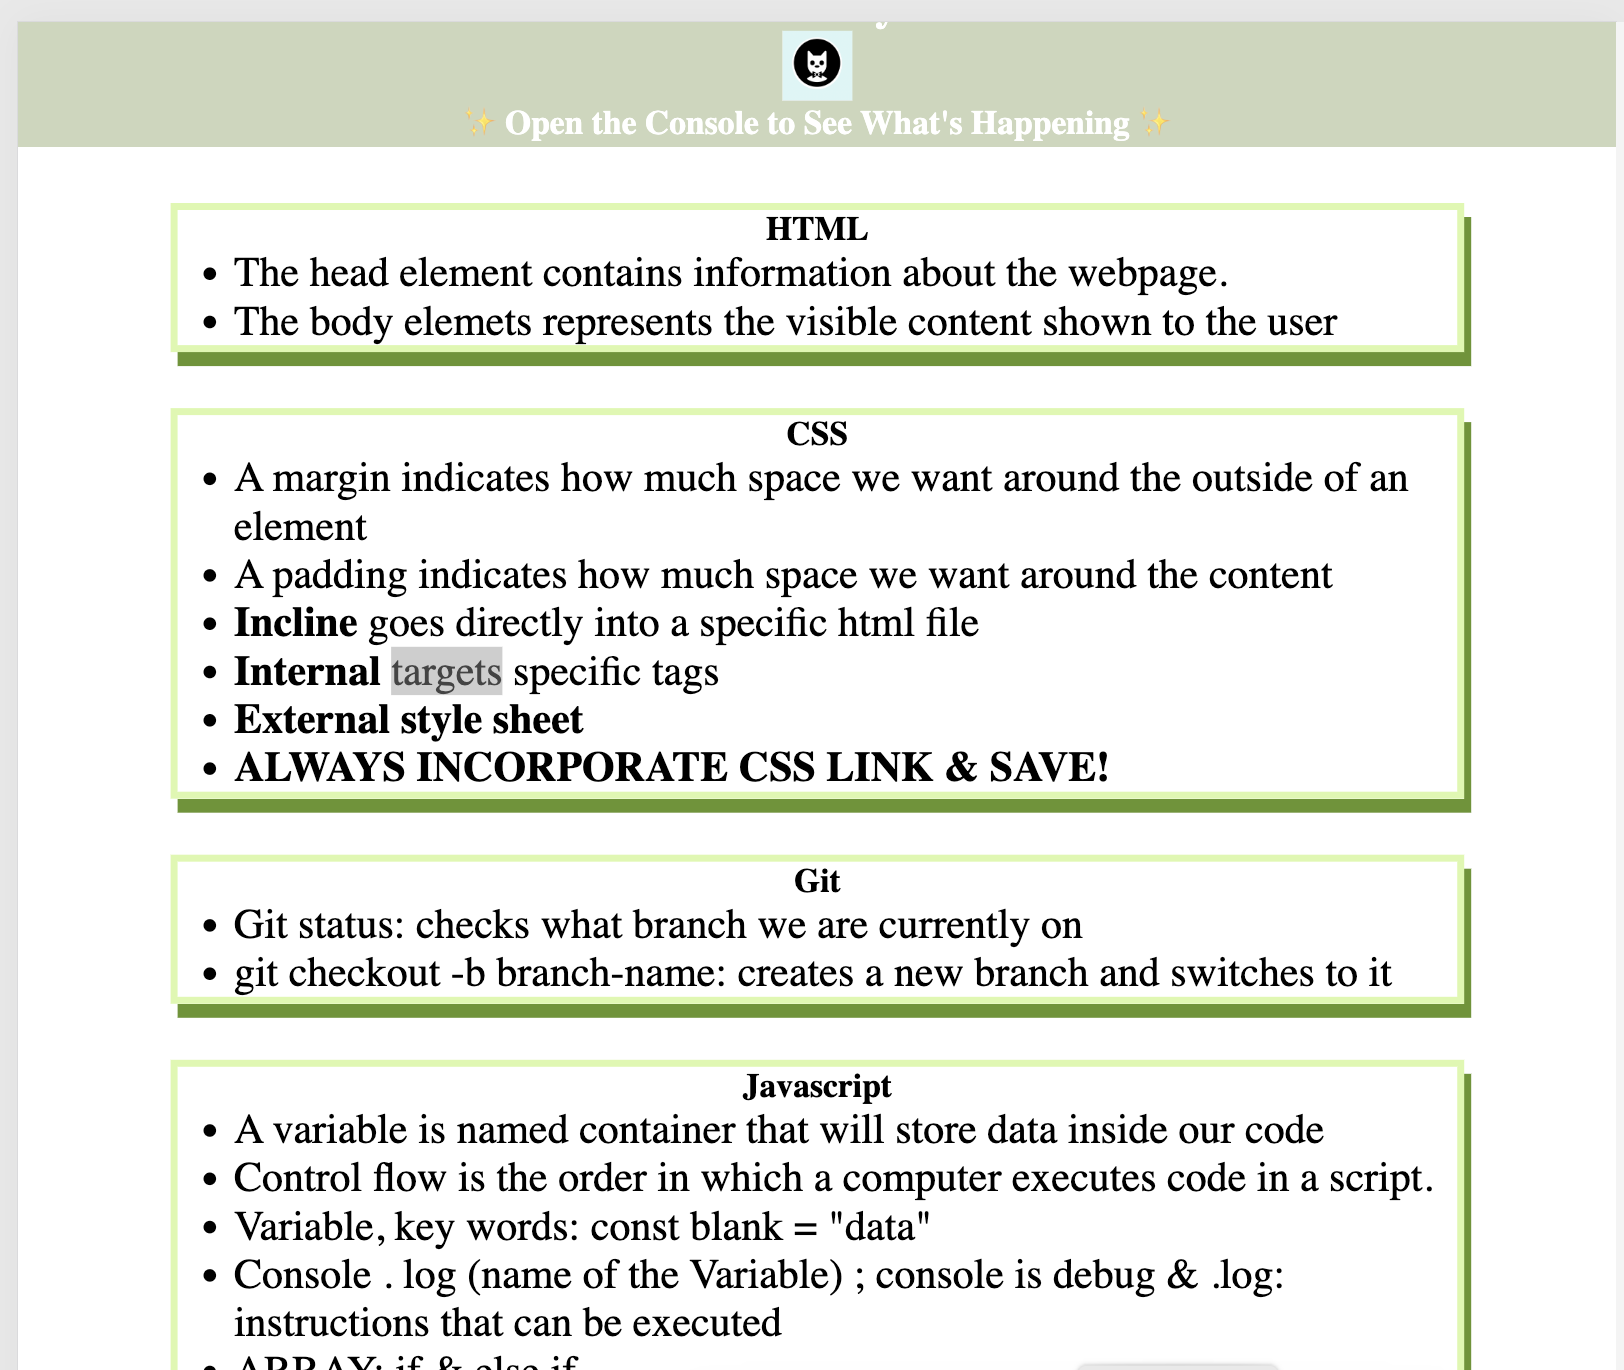 ✨ Open the Console to See What's Happening ✨
HTML
• The head element contains information about the webpage.
• The body elemets represents the visible content shown to the user
CSS
• A margin indicates how much space we want around the outside of an
element
• A padding indicates how much space we want around the content
• Incline goes directly into a specific html file
• Internal targets specific tags
• External style sheet
• ALWAYS INCORPORATE CSS LINK & SAVE!
Git
• Git status: checks what branch we are currently on
• git checkout -b branch-name: creates a new branch and switches to it
Javascript
• A variable is named container that will store data inside our code
• Control flow is the order in which a computer executes code in a script.
• Variable, key words: const blank = "data"
• Console . log (name of the Variable) ; console is debug & .log:
instructions that can be executed
• ARRAY: if & else if